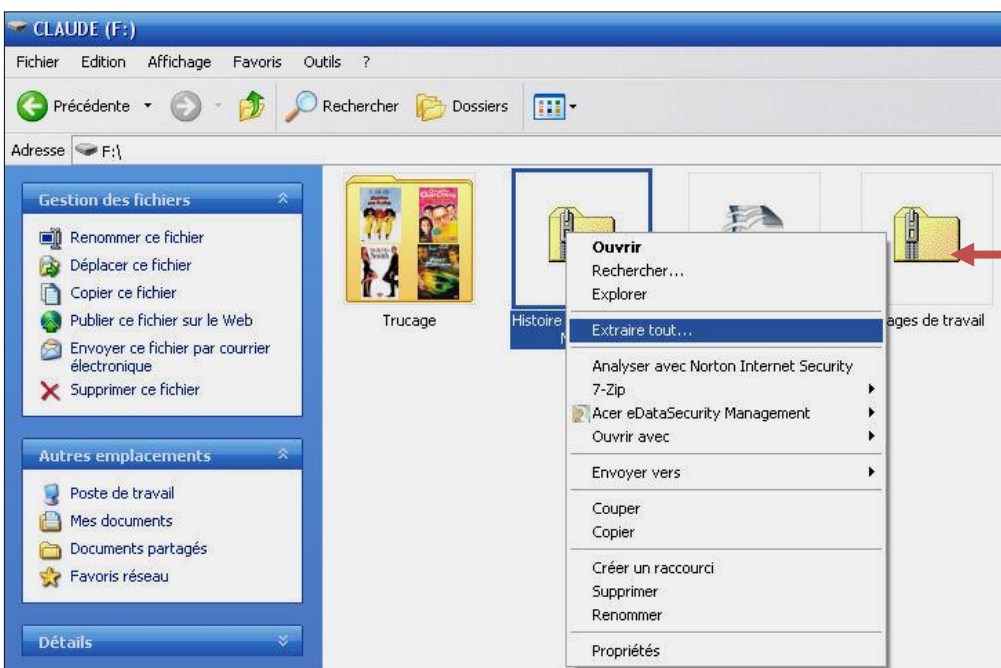 CLAUDE (F:)
Fichier Edition Affichage Favoris Outils ?
Précédente Rechercher Dossiers
Adresse F:\
Gestion des fichiers
Renommer ce fichier
Déplacer ce fichier
Copier ce fichier
Publier ce fichier sur le Web
Envoyer ce fichier par courrier
électronique
Supprimer ce fichier
Autres emplacements
Poste de travail
Mes documents
Documents partagés
Favoris réseau
Détails
Trucage
Histoire
ages de travail
Ouvrir
Rechercher...
Explorer
Extraire tout...
Analyser avec Norton Internet Security
7-Zip
Acer eDataSecurity Management
Ouvrir avec
Envoyer vers
Couper
Copier
Créer un raccourci
Supprimer
Renommer
Propriétés